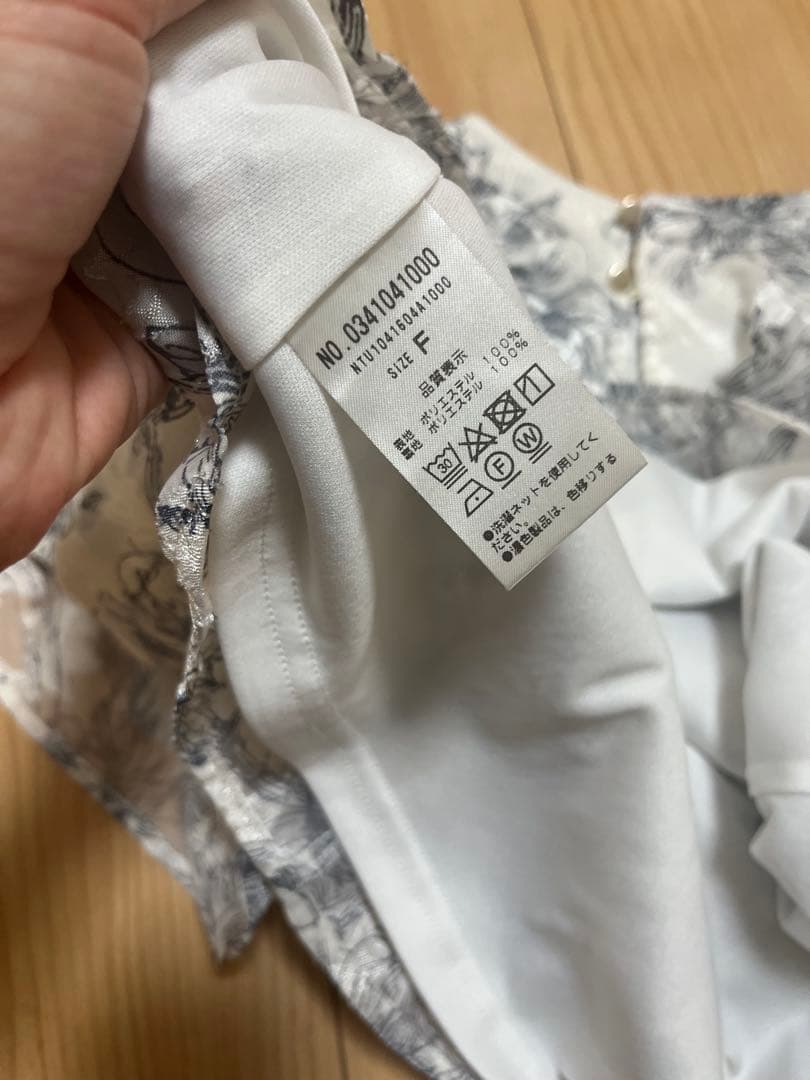 NO.0341041000
NTU1041604A1000
SIZE F
品質表示
表地 ポリエステル 100%
裏地 ポリエステル 100%
30
F W
●洗濯ネットを使用してく
ださい。
●濃色製品は、色移りする